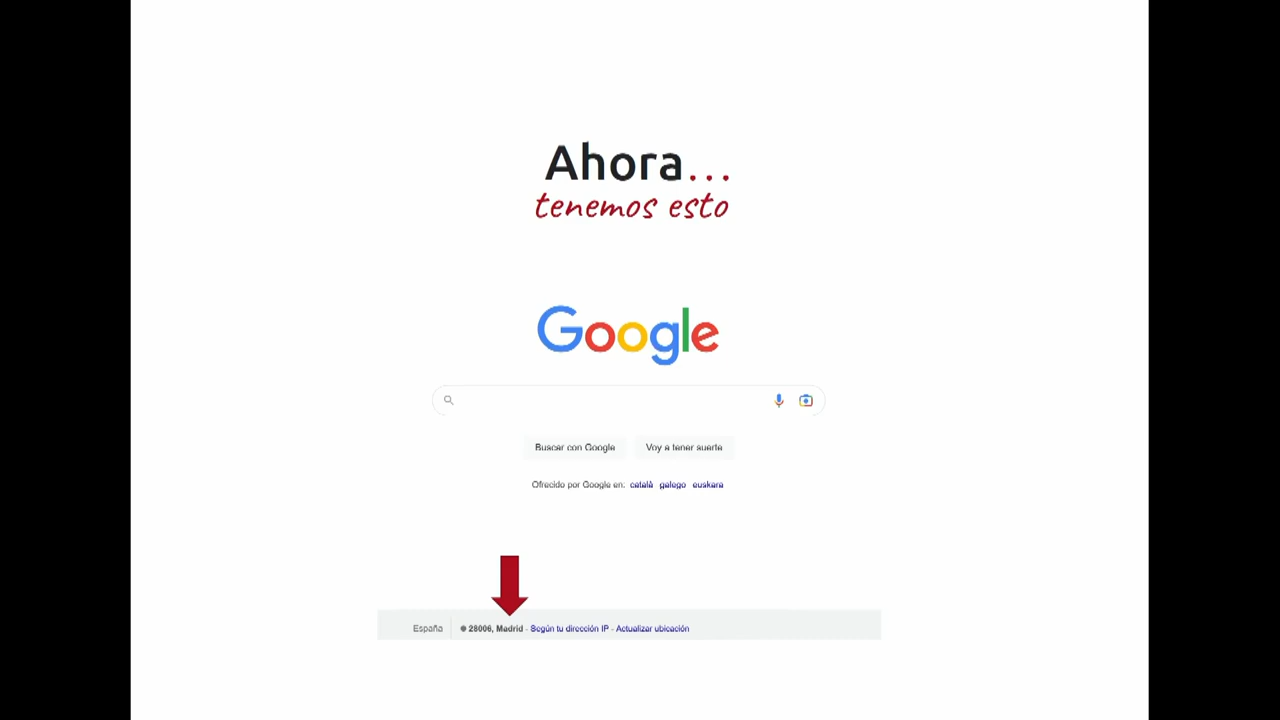 Ahora...
tenemos esto
Google
Buscar con Google
Voy a tener suerte
Ofrecido por Google en: català galego euskara
España
28006, Madrid - Según tu dirección IP - Actualizar ubicación